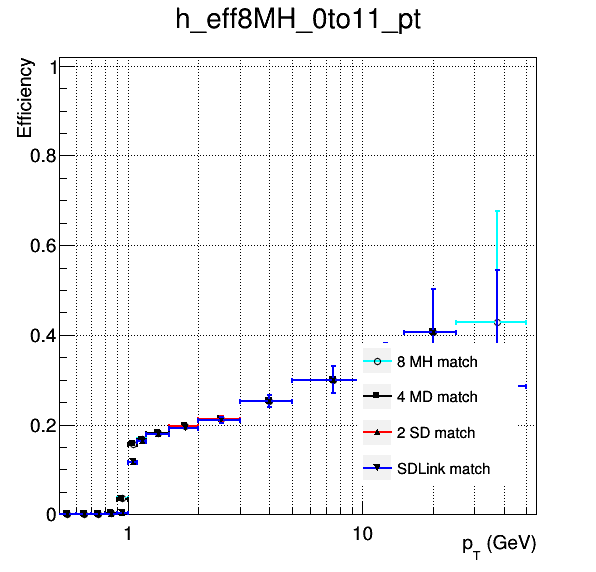 h_eff8MH_0to11_pt
Efficiency
1
0.8
0.6
0.4
0.2
0
8 MH match
4 MD match
2 SD match
SDLink match
1
10
p_T (GeV)